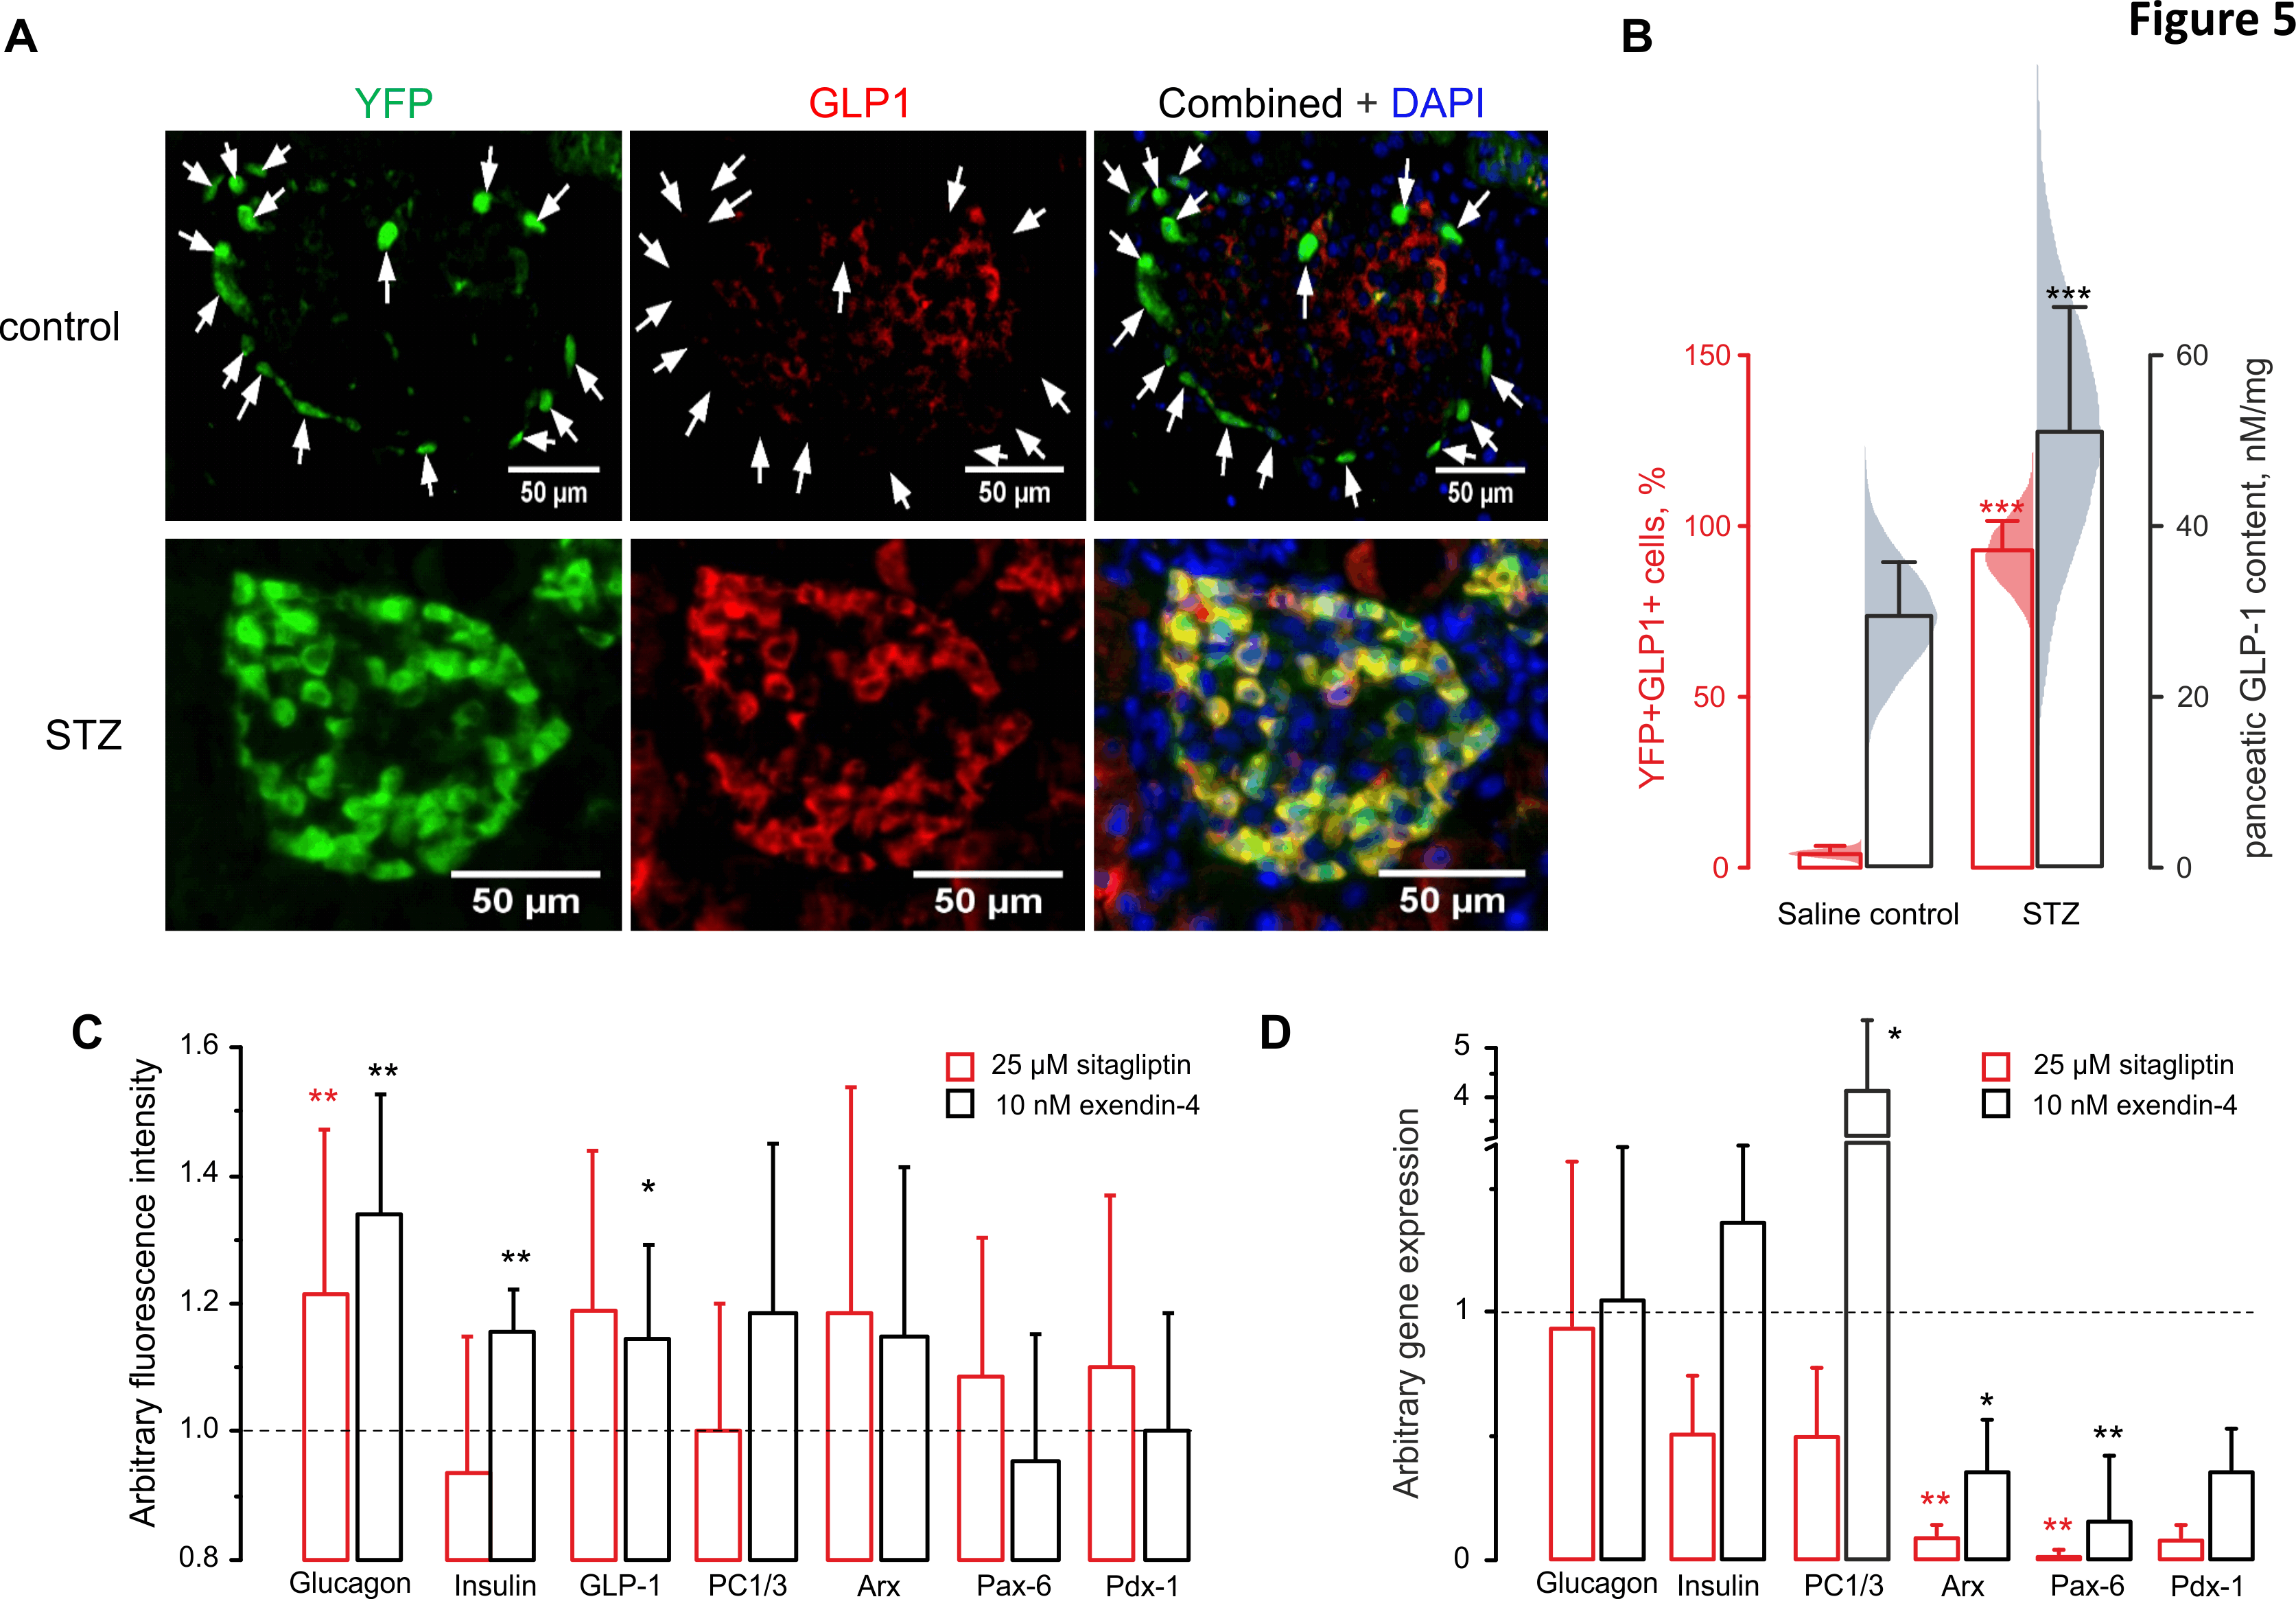 Figure 5
A
YFP
GLP1
Combined + DAPI
control
50 µm
50 µm
50 µm
STZ
50 µm
50 µm
50 µm
B
YFP+GLP1+ cells, %
150
100
50
0
***
***
60
40
20
0
panceatic GLP-1 content, nM/mg
Saline control
STZ
C
Arbitrary fluorescence intensity
1.6
1.4
1.2
1.0
0.8
**
**
**
*
25 µM sitagliptin
10 nM exendin-4
Glucagon
Insulin
GLP-1
PC1/3
Arx
Pax-6
Pdx-1
D
Arbitrary gene expression
5
4
1
0
*
**
*
**
**
25 µM sitagliptin
10 nM exendin-4
Glucagon
Insulin
PC1/3
Arx
Pax-6
Pdx-1